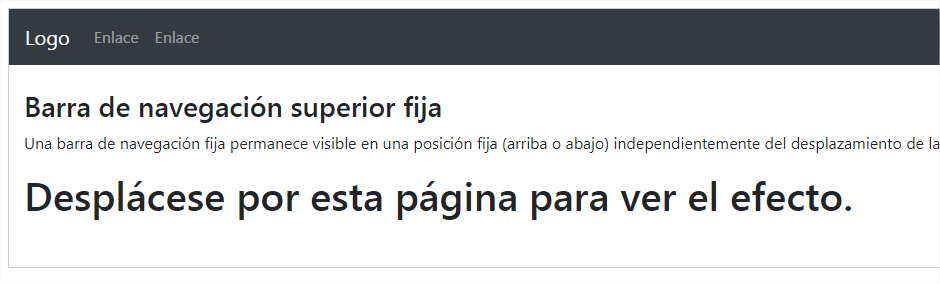 Logo Enlace Enlace
Barra de navegación superior fija
Una barra de navegación fija permanece visible en una posición fija (arriba o abajo) independientemente del desplazamiento de la
Desplácese por esta página para ver el efecto.